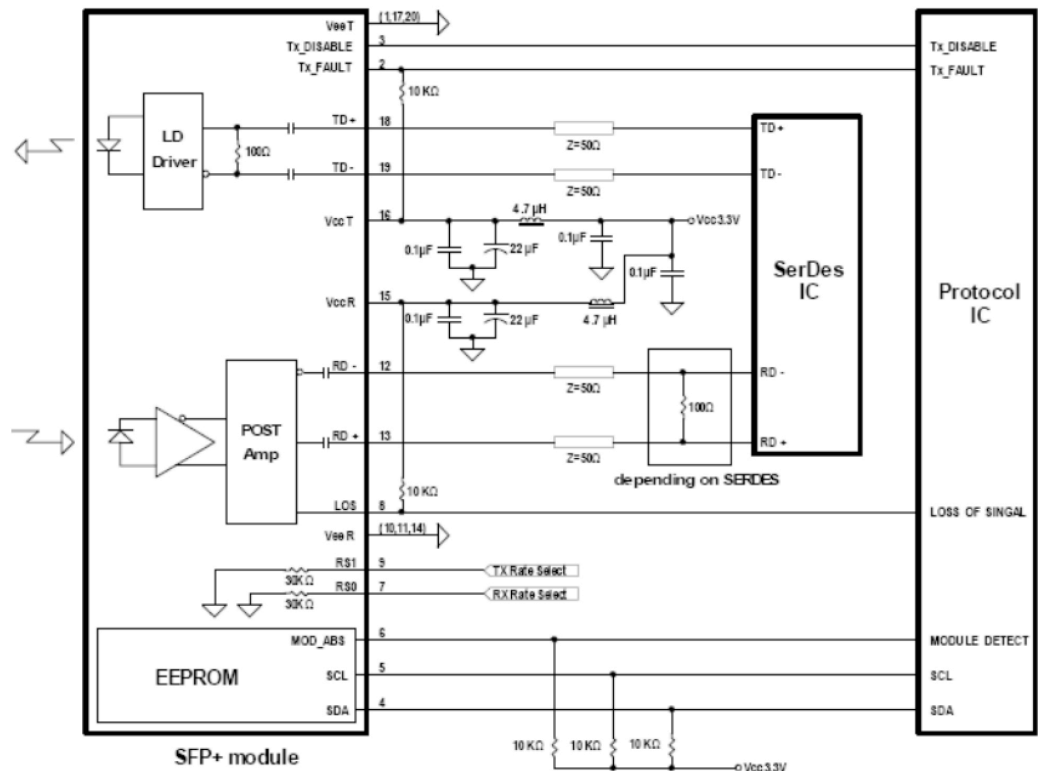 VeeT (1,17,20)
Tx_DISABLE 3 Tx_DISABLE
Tx_FAULT 2 Tx_FAULT
10 KΩ
LD
Driver
100Ω
TD+ 18 TD+
Z=50Ω
TD- 19 TD-
Z=50Ω
VccT 16
4.7 μH
Vcc3.3V
0.1μF
22 μF
0.1μF
0.1μF
SerDes
IC
Protocol
IC
VccR 15
0.1μF
22 μF
4.7 μH
RD - 12 RD -
Z=50Ω
100Ω
POST
Amp
RD + 13 RD +
Z=50Ω
depending on SERDES
10 KΩ
LOS 8 LOSS OF SINGAL
VeeR (10,11,14)
RS1 9 TX Rate Select
30KΩ
RS0 7 RX Rate Select
30KΩ
MOD_ABS 6 MODULE DETECT
EEPROM
SCL 5 SCL
SDA 4 SDA
10 KΩ 10 KΩ 10 KΩ
Vcc3.3V
SFP+ module